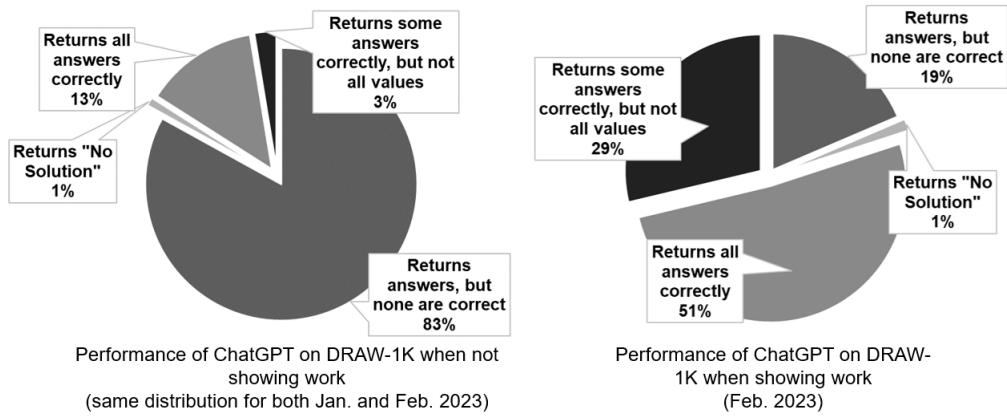 Returns all
answers
correctly
13%
Returns some
answers
correctly, but not
all values
3%
Returns "No
Solution"
1%
Returns
answers, but
none are correct
83%
Performance of ChatGPT on DRAW-1K when not
showing work
(same distribution for both Jan. and Feb. 2023)
Returns some
answers
correctly, but not
all values
29%
Returns
answers, but
none are correct
19%
Returns "No
Solution"
1%
Returns all
answers
correctly
51%
Performance of ChatGPT on DRAW-
1K when showing work
(Feb. 2023)